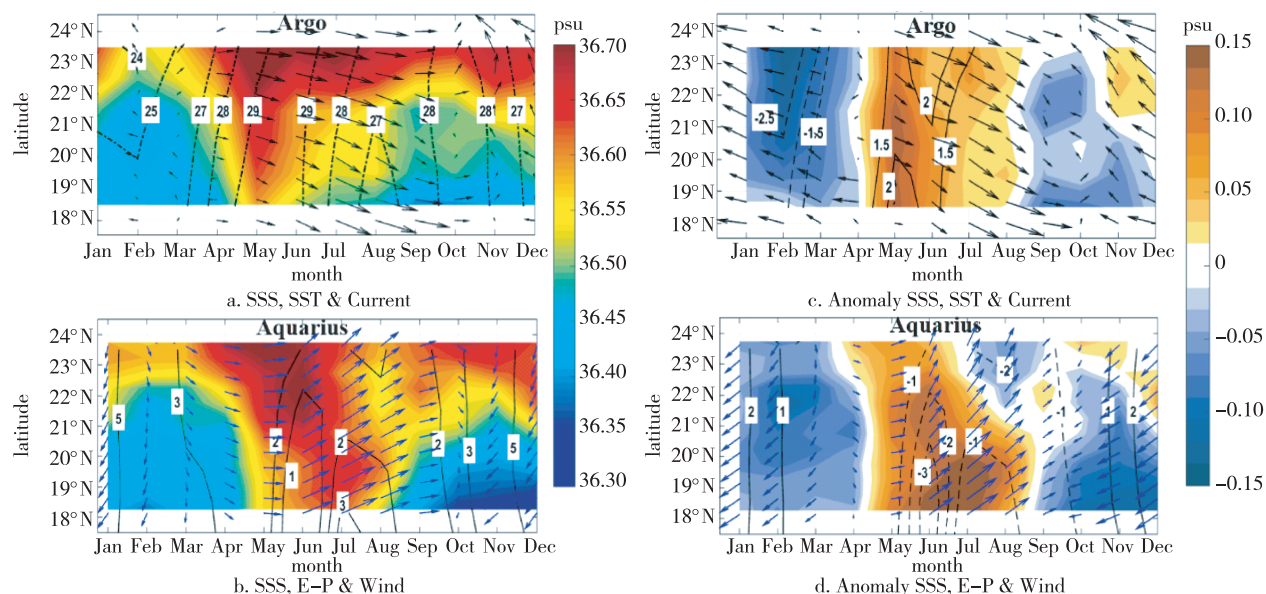 Argo
psu
24° N
23° N
22° N
21° N
20° N
19° N
18° N
latitude
24
25
27
28
29
29
28
27
28
28
27
Jan Feb Mar Apr May Jun Jul Aug Sep Oct Nov Dec
month
a. SSS, SST & Current
36.70
36.65
36.60
36.55
36.50
36.45
36.40
36.35
36.30
Argo
psu
24° N
23° N
22° N
21° N
20° N
19° N
18° N
latitude
-2.5
-1.5
1.5
2
2
1.5
Jan Feb Mar Apr May Jun Jul Aug Sep Oct Nov Dec
month
c. Anomaly SSS, SST & Current
0.15
0.10
0.05
0
−0.05
−0.10
−0.15
Aquarius
24° N
23° N
22° N
21° N
20° N
19° N
18° N
latitude
5
3
2
1
2
3
2
3
5
Jan Feb Mar Apr May Jun Jul Aug Sep Oct Nov Dec
month
b. SSS, E−P & Wind
Aquarius
24° N
23° N
22° N
21° N
20° N
19° N
18° N
latitude
2
1
-1
-2
-3
-1
-2
-1
1
2
Jan Feb Mar Apr May Jun Jul Aug Sep Oct Nov Dec
month
d. Anomaly SSS, E−P & Wind